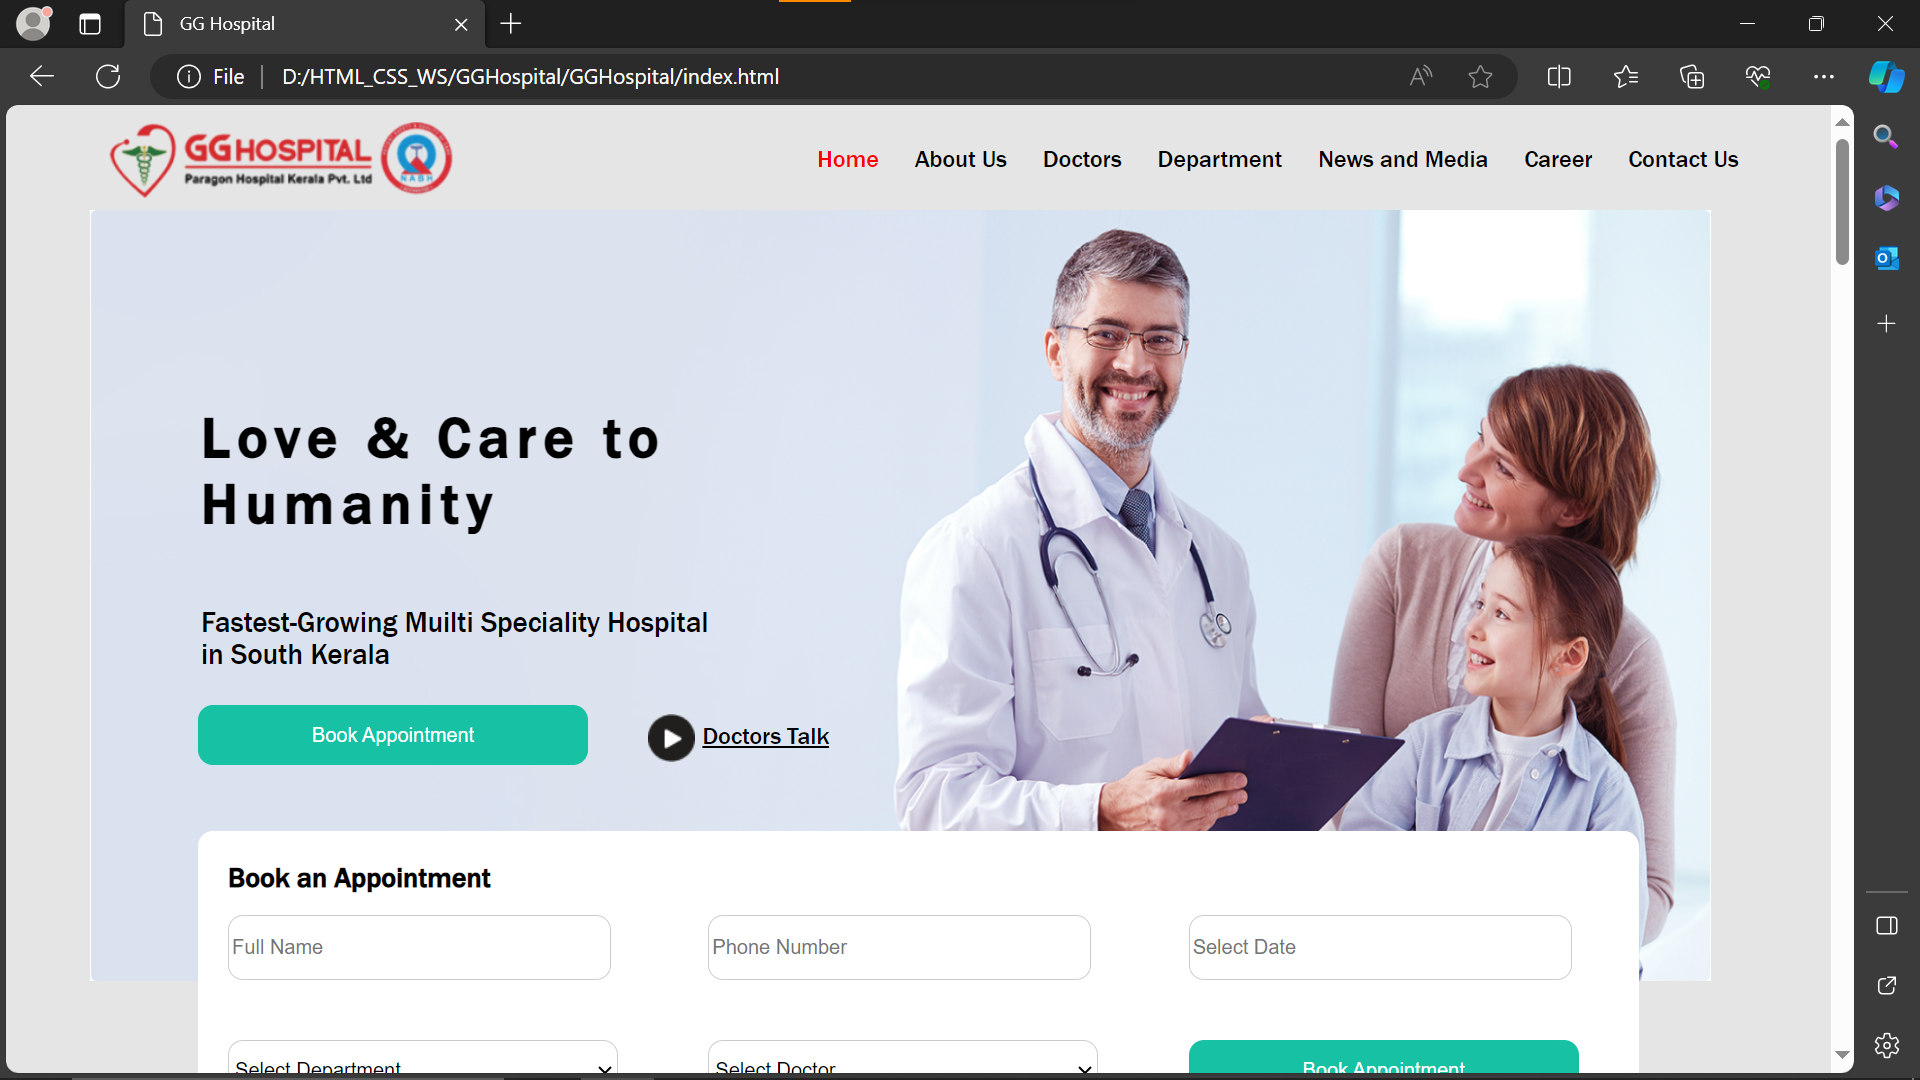 GG Hospital
File
D:/HTML_CSS_WS/GGHospital/GGHospital/index.html
GG HOSPITAL
Paragon Hospital Kerala Pvt. Ltd
NABH
Home About Us Doctors Department News and Media Career Contact Us
Love & Care to
Humanity
Fastest-Growing Muilti Speciality Hospital
in South Kerala
Book Appointment
Doctors Talk
Book an Appointment
Full Name Phone Number Select Date
Select Department Select Doctor Book Appointment